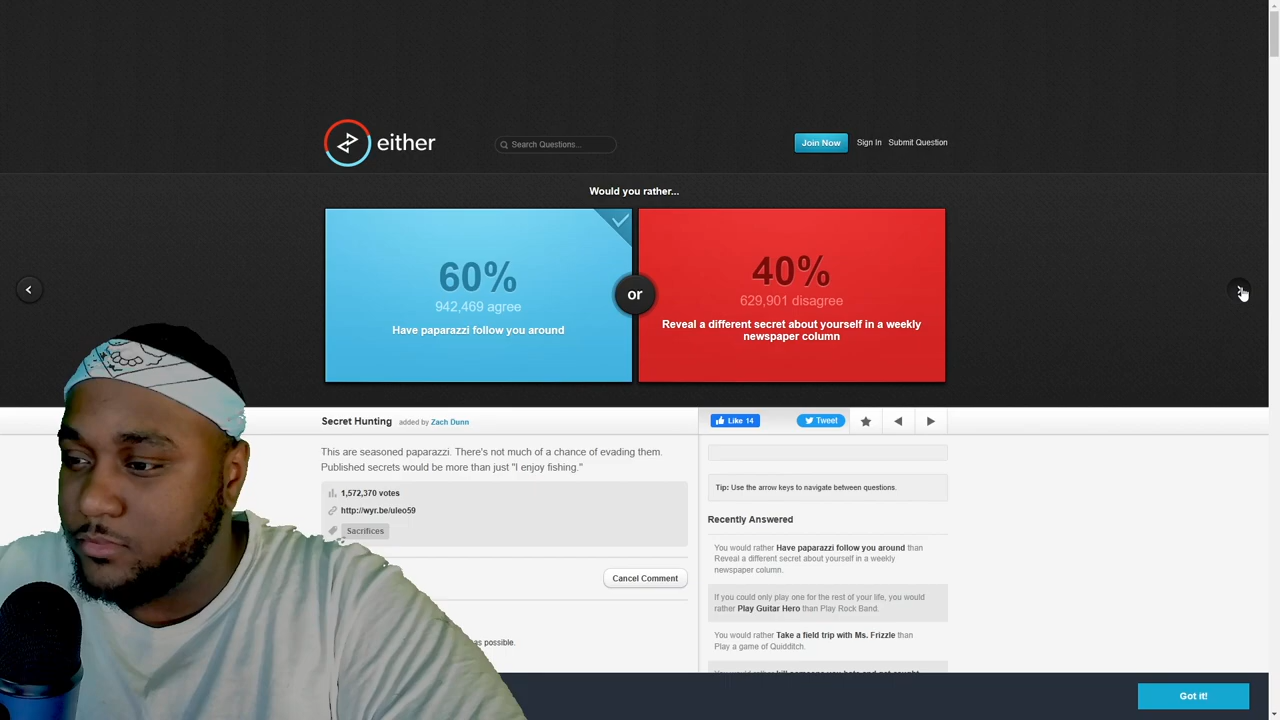 either
Search Questions...
Join Now
Sign In
Submit Question
Would you rather...
60%
942,469 agree
Have paparazzi follow you around
or
40%
629,901 disagree
Reveal a different secret about yourself in a weekly
newspaper column
Secret Hunting
added by Zach Dunn
Like 14
Tweet
This are seasoned paparazzi. There's not much of a chance of evading them.
Published secrets would be more than just "I enjoy fishing."
1,572,370 votes
http://wyr.be/uleo59
Sacrifices
Cancel Comment
as possible.
Tip: Use the arrow keys to navigate between questions.
Recently Answered
You would rather Have paparazzi follow you around than
Reveal a different secret about yourself in a weekly
newspaper column.
If you could only play one for the rest of your life, you would
rather Play Guitar Hero than Play Rock Band.
You would rather Take a field trip with Ms. Frizzle than
Play a game of Quidditch.
Got it!